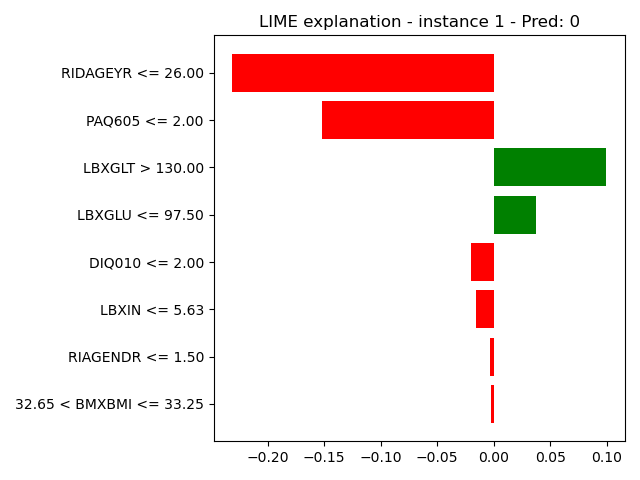 LIME explanation - instance 1 - Pred: 0
RIDAGEYR <= 26.00
PAQ605 <= 2.00
LBXGLT > 130.00
LBXGLU <= 97.50
DIQ010 <= 2.00
LBXIN <= 5.63
RIAGENDR <= 1.50
32.65 < BMXBMI <= 33.25
−0.20 −0.15 −0.10 −0.05 0.00 0.05 0.10